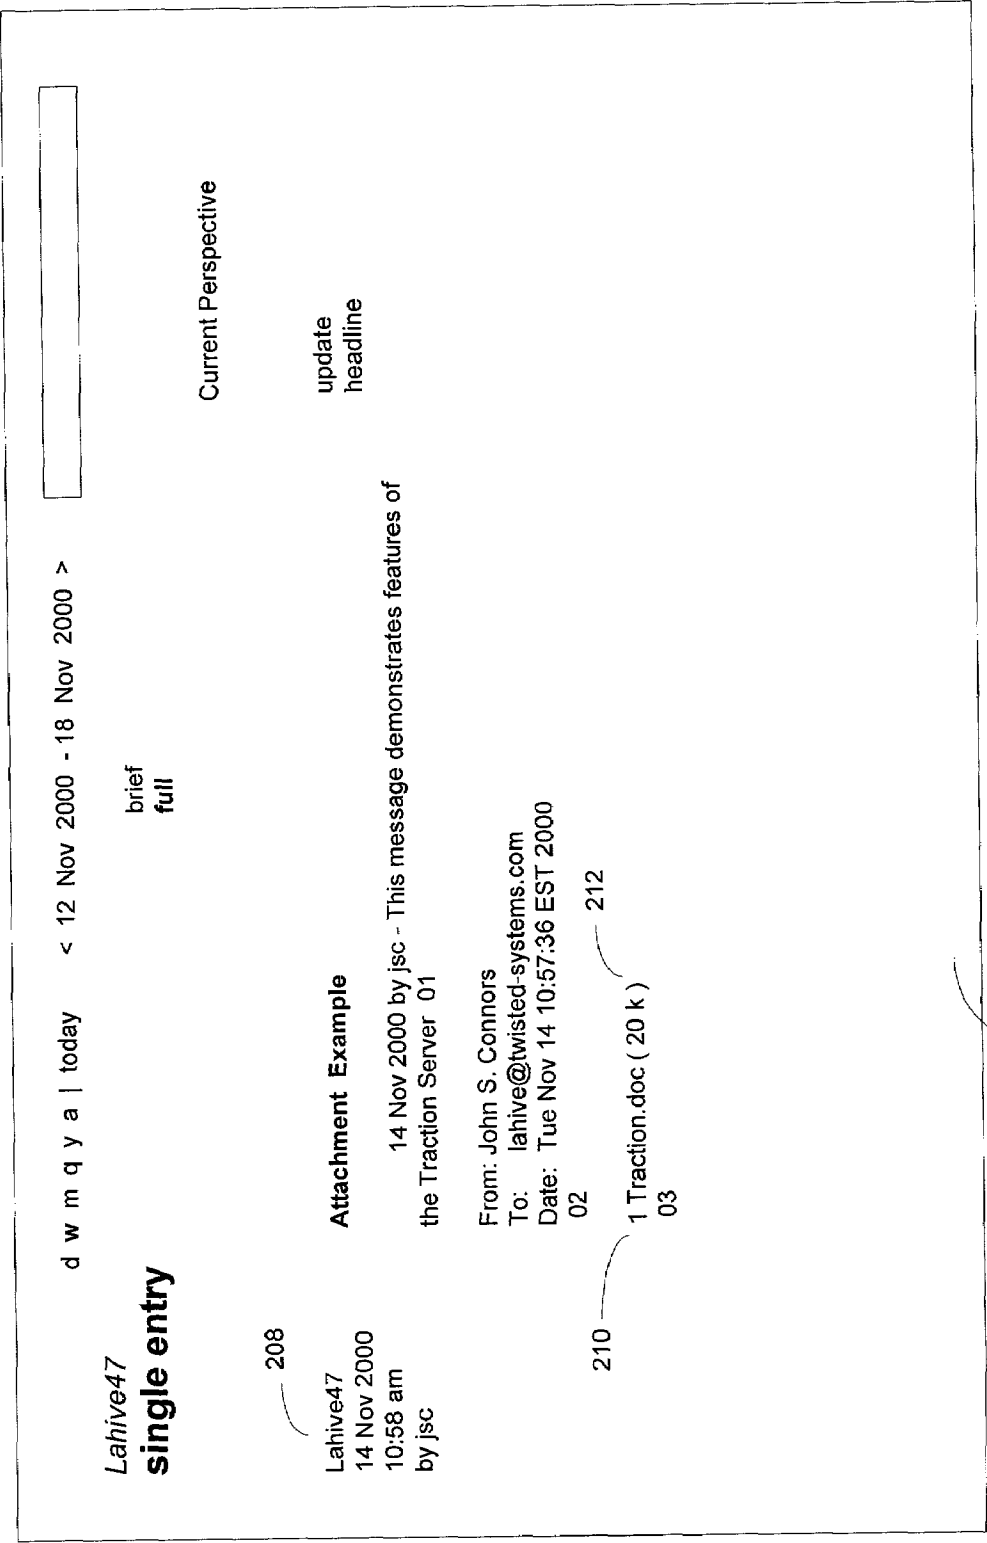 d w m q y a | today < 12 Nov 2000 - 18 Nov 2000 >
Lahive47
single entry
brief
full
Current Perspective
208
Lahive47
14 Nov 2000
10:58 am
by jsc
Attachment Example
update
headline
14 Nov 2000 by jsc - This message demonstrates features of
the Traction Server 01
From: John S. Connors
To: lahive@twisted-systems.com
Date: Tue Nov 14 10:57:36 EST 2000
02
210
212
1 Traction.doc ( 20 k )
03